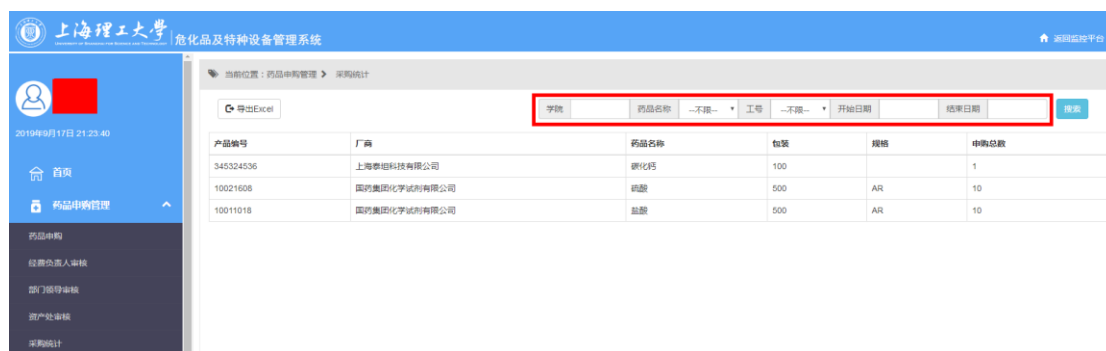 上海理工大学 危化品及特种设备管理系统
返回监控平台
当前位置：药品申购管理 采购统计
导出Excel 学院 药品名称 --不限-- 工号 --不限-- 开始日期 结束日期 搜索
2019年9月17日 21:23:40
产品编号 厂商 药品名称 包装 规格 申购总数
345324536 上海泰坦科技有限公司 碳化钙 100 1
10021608 国药集团化学试剂有限公司 硫酸 500 AR 10
10011018 国药集团化学试剂有限公司 盐酸 500 AR 10
首页
药品申购管理
药品申购
经费负责人审核
部门领导审核
资产处审核
采购统计